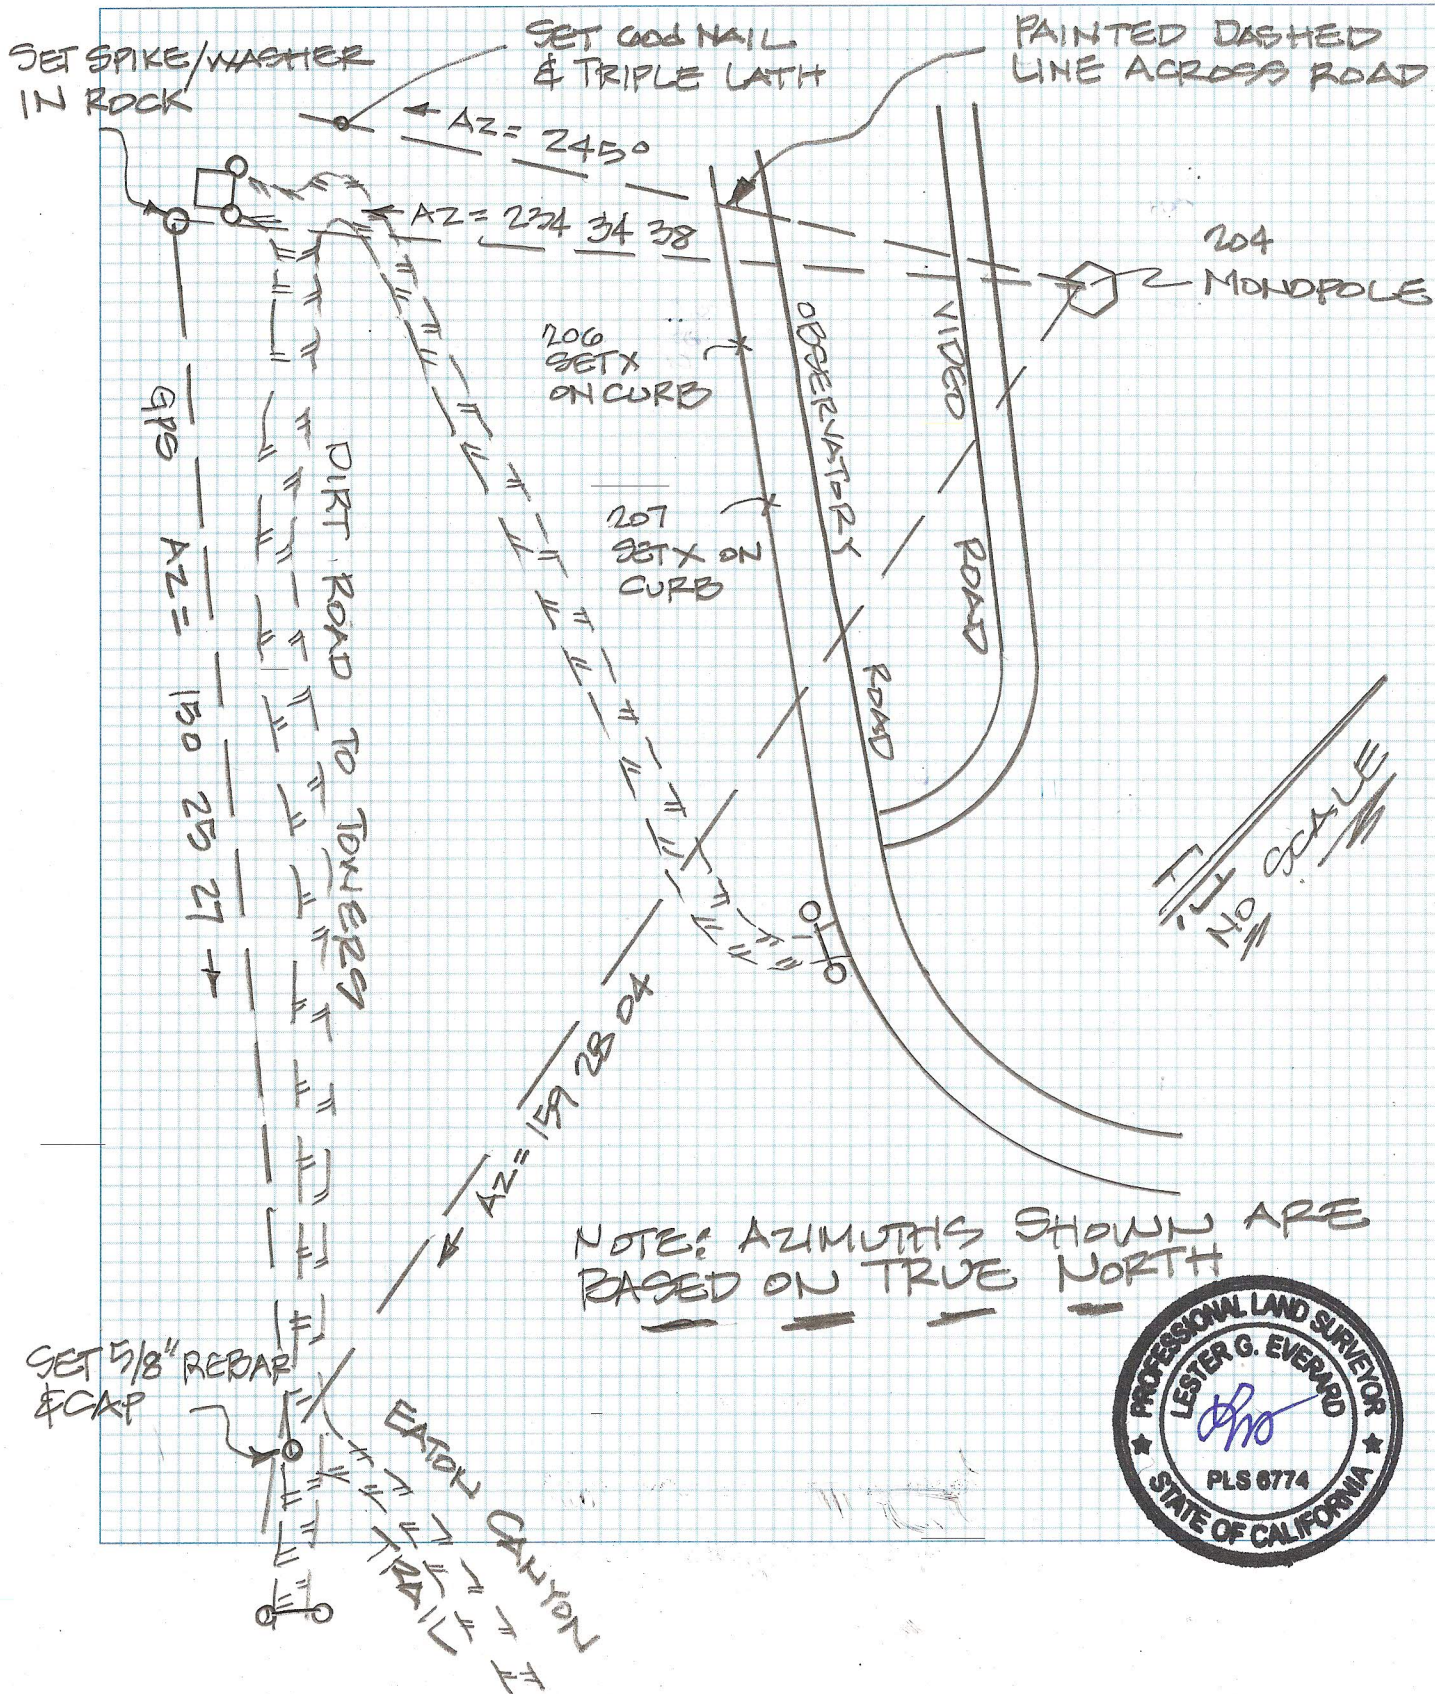 SET SPIKE/WASHER
IN ROCK
SET 60d NAIL
& TRIPLE LATH
PAINTED DASHED
LINE ACROSS ROAD
AZ= 245°
AZ= 234 34 38
204
MONOPOLE
206
SET X
ON CURB
207
SET X ON
CURB
OBSERVATORY ROAD
VIDEO ROAD
GPS AZ= 150 25 27
DIRT ROAD TO TOWERS
AZ= 159 28 04
NO SCALE
NOTE: AZIMUTHS SHOWN ARE
BASED ON TRUE NORTH
SET 5/8" REBAR
& CAP
EATON CANYON
TRAIL
PROFESSIONAL LAND SURVEYOR
LESTER G. EVERARD
PLS 6774
STATE OF CALIFORNIA